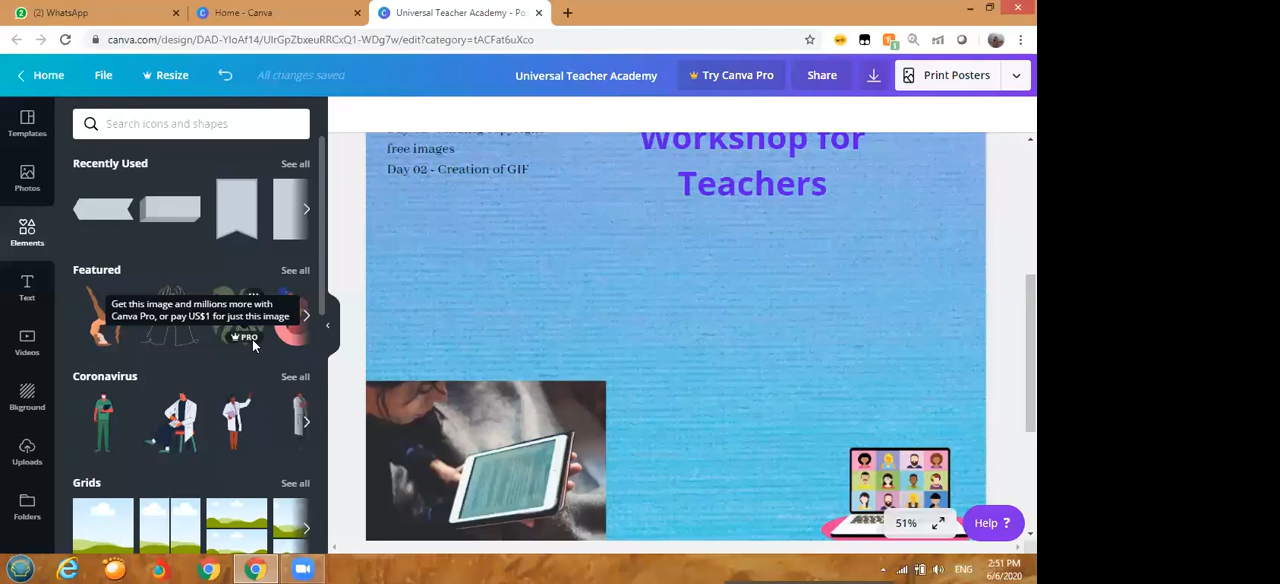 (2) WhatsApp
Home - Canva
Universal Teacher Academy - Po
canva.com/design/DAD-YIoAf14/UIrGpZbxeuRRCxQ1-WDg7w/edit?category=tACFat6uXco
Home
File
Resize
All changes saved
Universal Teacher Academy
Try Canva Pro
Share
Print Posters
Templates
Photos
Elements
Text
Videos
Bkground
Uploads
Folders
Search icons and shapes
Recently Used
See all
Featured
See all
Get this image and millions more with
Canva Pro, or pay US$1 for just this image
PRO
Coronavirus
See all
Grids
See all
free images
Day 02 - Creation of GIF
Workshop for
Teachers
51%
Help ?
ENG
2:51 PM
6/6/2020